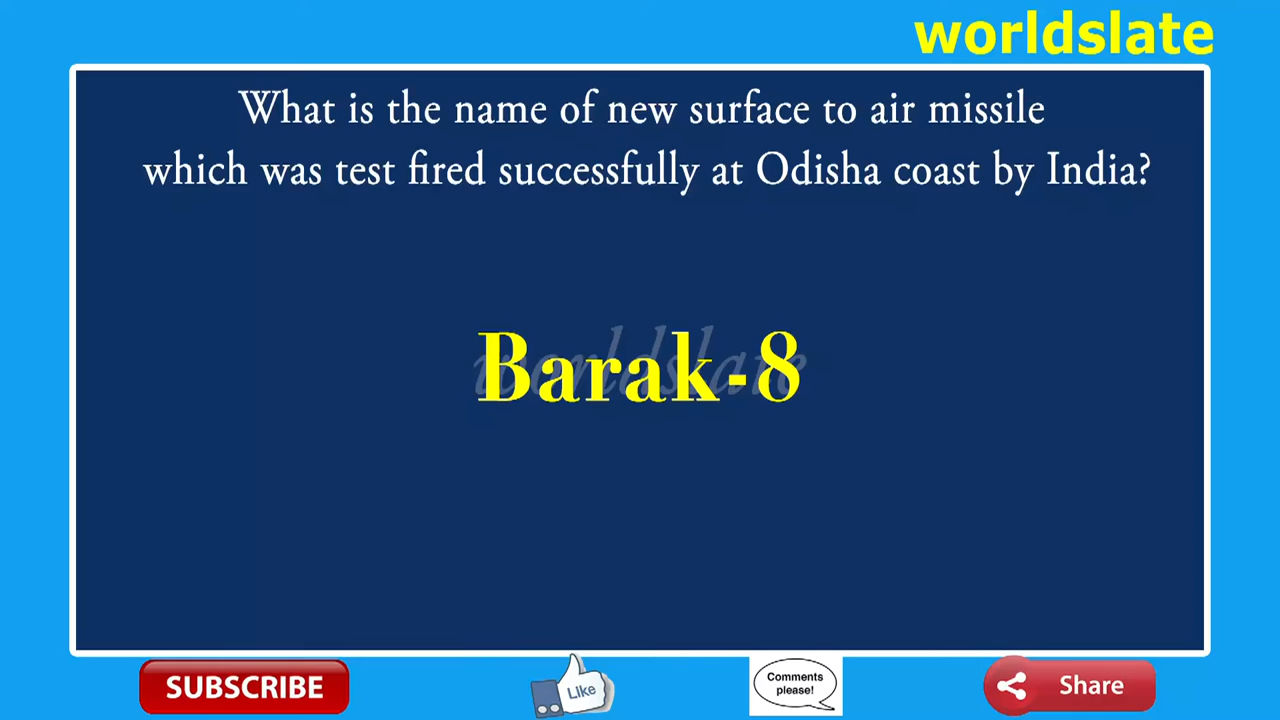 worldslate
What is the name of new surface to air missile
which was test fired successfully at Odisha coast by India?
worldslate
Barak-8
SUBSCRIBE
Like
Comments
please!
Share